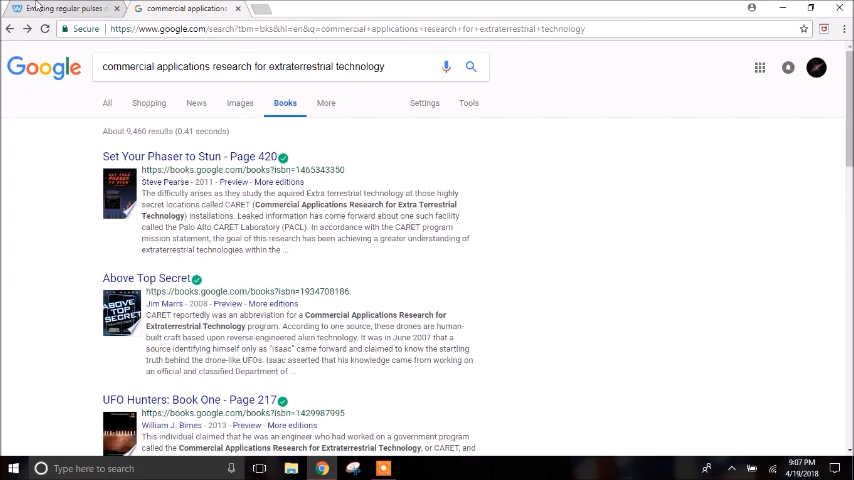 Emitting regular pulses o
commercial applications
Secure https://www.google.com/search?tbm=bks&hl=en&q=commercial+applications+research+for+extraterrestrial+technology
Google commercial applications research for extraterrestrial technology
All Shopping News Images Books More Settings Tools
About 9,460 results (0.41 seconds)
Set Your Phaser to Stun - Page 420
https://books.google.com/books?isbn=1465343350
Steve Pearse - 2011 - Preview - More editions
The difficulty arises as they study the aquired Extra terrestrial technology at those highly
secret locations called CARET (Commercial Applications Research for Extra Terrestrial
Technology) installations. Leaked information has come forward about one such facility
called the Palo Alto CARET Laboratory (PACL). In accordance with the CARET program
mission statement, the goal of this research has been achieving a greater understanding of
extraterrestrial technologies within the ...
Above Top Secret
https://books.google.com/books?isbn=1934708186
Jim Marrs - 2008 - Preview - More editions
ABOVE
TOP
SECRET
CARET reportedly was an abbreviation for a Commercial Applications Research for
Extraterrestrial Technology program. According to one source, these drones are human-
built craft based upon reverse-engineered alien technology. It was in June 2007 that a
source identifying himself only as "Isaac" came forward and claimed to know the startling
truth behind the drone-like UFOs. Isaac asserted that his knowledge came from working on
an official and classified Department of ...
UFO Hunters: Book One - Page 217
https://books.google.com/books?isbn=1429987995
William J. Birnes - 2013 - Preview - More editions
This individual claimed that he was an engineer who had worked on a government program
called the Commercial Applications Research for Extraterrestrial Technology, or CARET, and
Type here to search
9:07 PM
4/19/2018